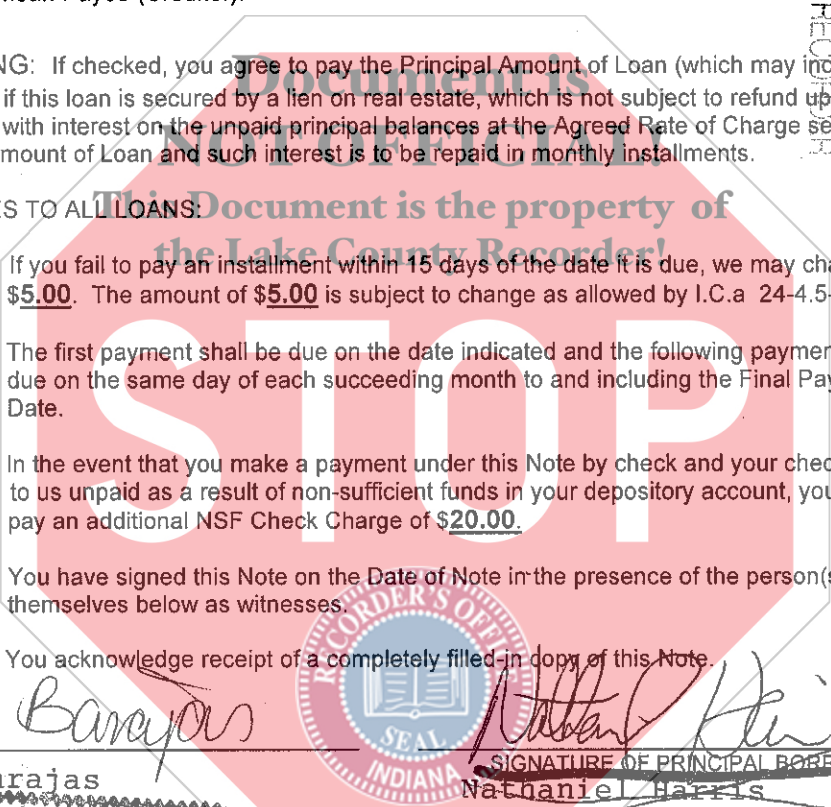 NG: If checked, you agree to pay the Principal Amount of Loan (which may inc
if this loan is secured by a lien on real estate, which is not subject to refund up
with interest on the unpaid principal balances at the Agreed Rate of Charge se
mount of Loan and such interest is to be repaid in monthly installments.
Document is
NOT OFFICIAL!
This Document is the property of
the Lake County Recorder!
S TO ALL LOANS:
If you fail to pay an installment within 15 days of the date it is due, we may cha
$5.00. The amount of $5.00 is subject to change as allowed by I.C.a 24-4.5-
The first payment shall be due on the date indicated and the following paymen
due on the same day of each succeeding month to and including the Final Pay
Date.
STOP
In the event that you make a payment under this Note by check and your chec
to us unpaid as a result of non-sufficient funds in your depository account, you
pay an additional NSF Check Charge of $20.00.
You have signed this Note on the Date of Note in the presence of the person(s
themselves below as witnesses.
You acknowledge receipt of a completely filled-in copy of this Note.
RECORDER'S OFFICE
SEAL
INDIANA
Barajas
Nathaniel Harris
SIGNATURE OF PRINCIPAL BORR
arajas
Nathaniel Harris
RECORDER